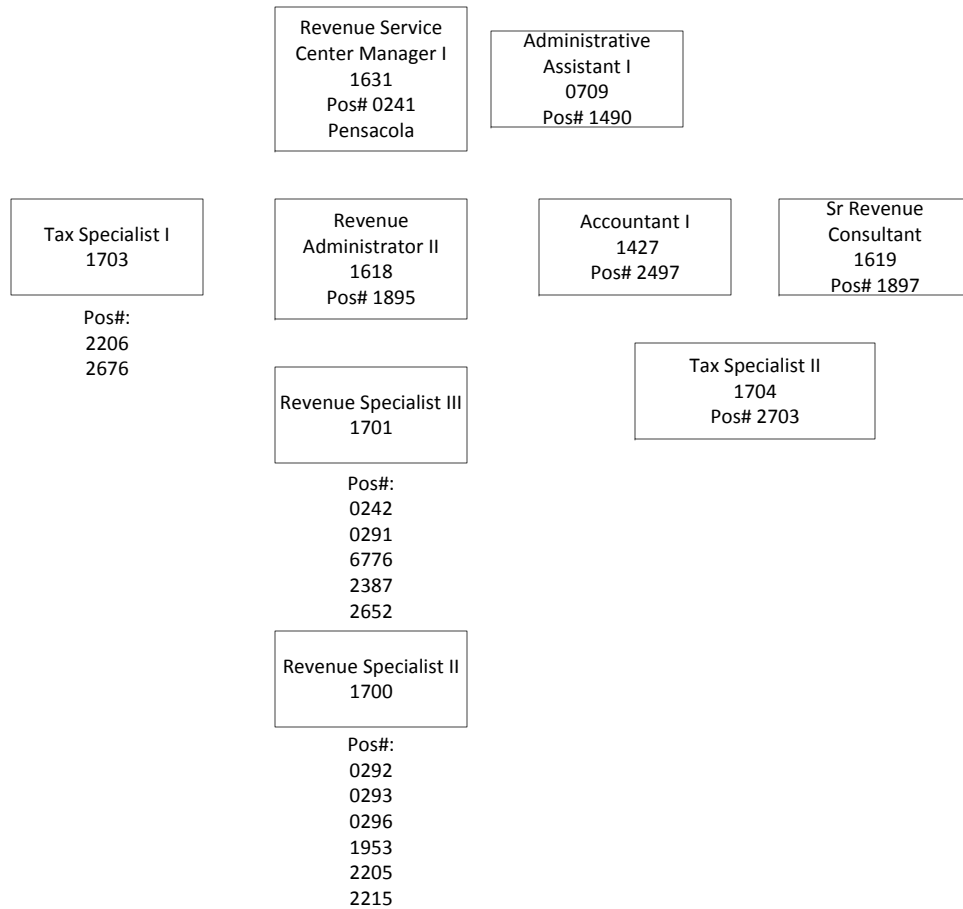 Revenue Service
Center Manager I
1631
Pos# 0241
Pensacola
Administrative
Assistant I
0709
Pos# 1490
Tax Specialist I
1703
Pos#:
2206
2676
Revenue
Administrator II
1618
Pos# 1895
Accountant I
1427
Pos# 2497
Sr Revenue
Consultant
1619
Pos# 1897
Tax Specialist II
1704
Pos# 2703
Revenue Specialist III
1701
Pos#:
0242
0291
6776
2387
2652
Revenue Specialist II
1700
Pos#:
0292
0293
0296
1953
2205
2215